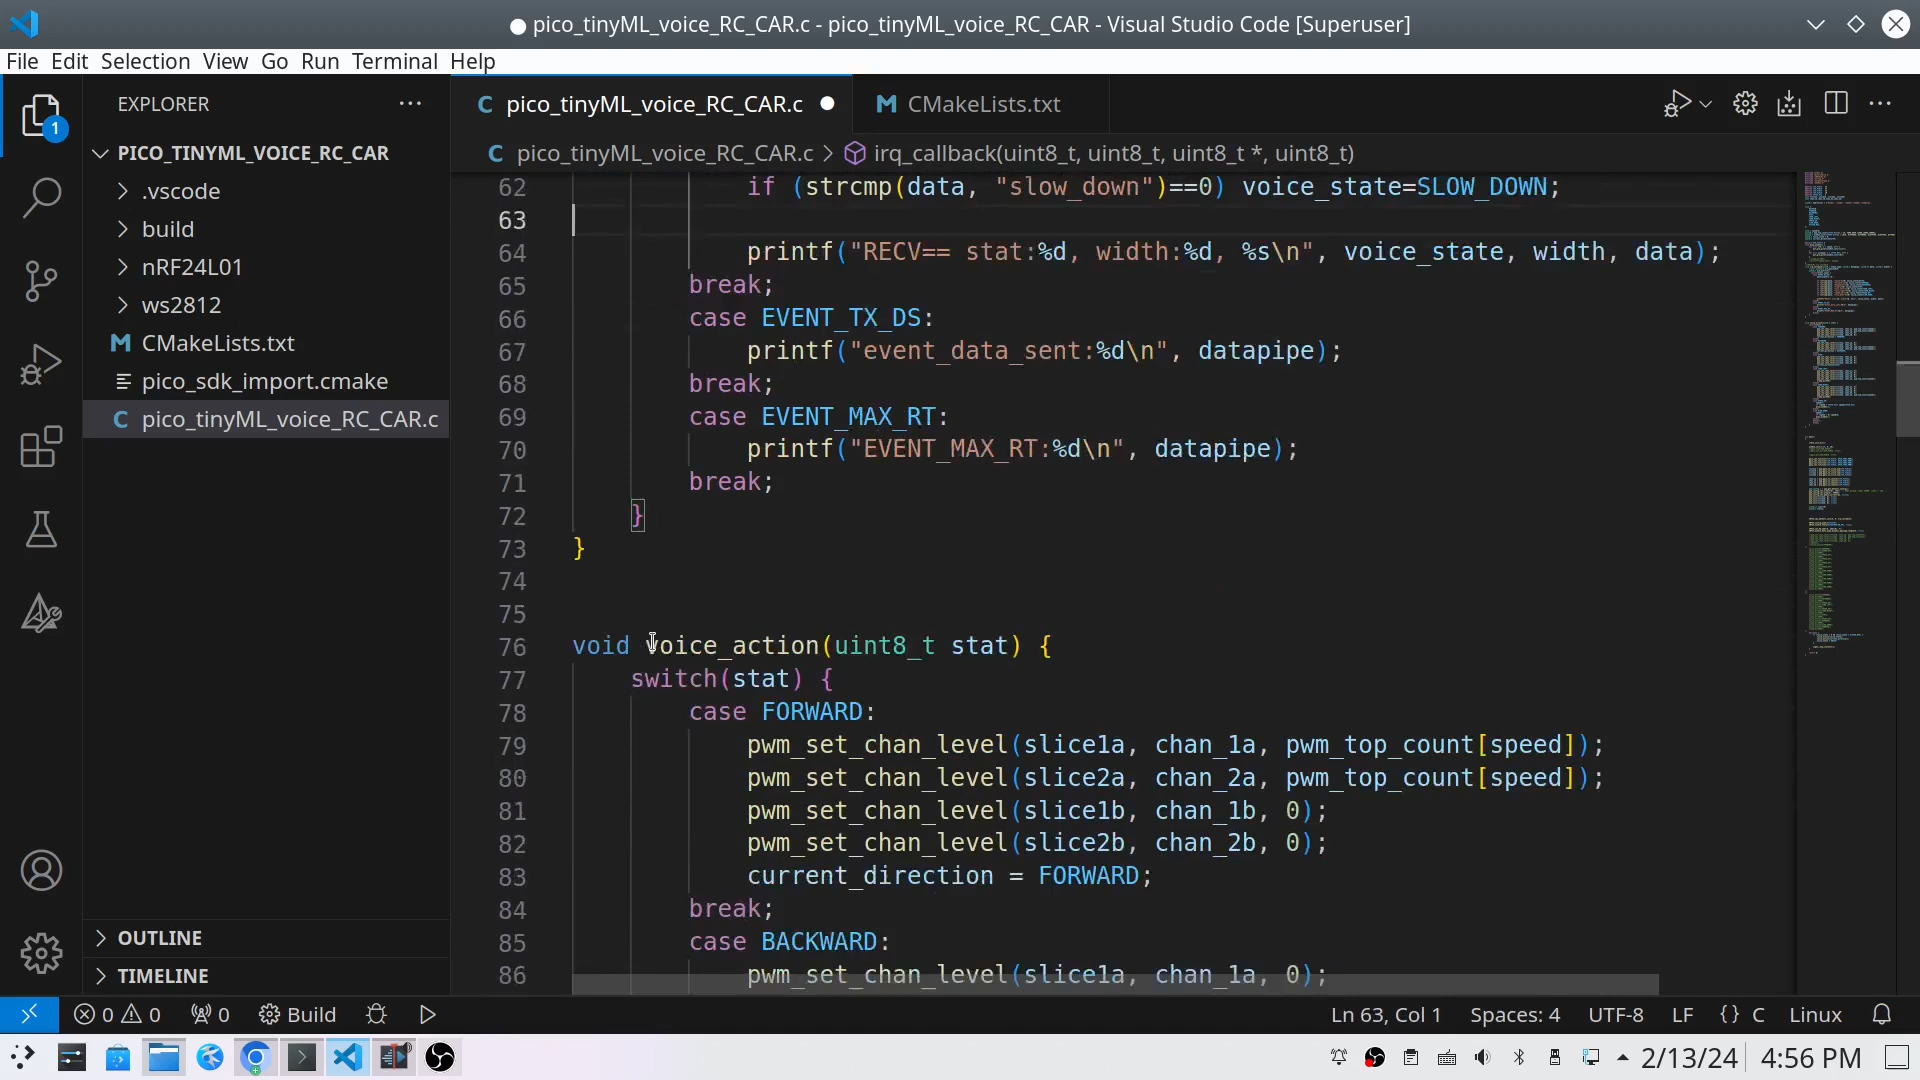 pico_tinyML_voice_RC_CAR.c - pico_tinyML_voice_RC_CAR - Visual Studio Code [Superuser]
File Edit Selection View Go Run Terminal Help
EXPLORER
pico_tinyML_voice_RC_CAR.c
CMakeLists.txt
pico_tinyML_voice_RC_CAR.c > irq_callback(uint8_t, uint8_t, uint8_t *, uint8_t)
1
PICO_TINYML_VOICE_RC_CAR
.vscode
build
nRF24L01
ws2812
CMakeLists.txt
pico_sdk_import.cmake
pico_tinyML_voice_RC_CAR.c
OUTLINE
TIMELINE
62 if (strcmp(data, "slow_down")==0) voice_state=SLOW_DOWN;
63
64 printf("RECV== stat:%d, width:%d, %s\n", voice_state, width, data);
65 break;
66 case EVENT_TX_DS:
67 printf("event_data_sent:%d\n", datapipe);
68 break;
69 case EVENT_MAX_RT:
70 printf("EVENT_MAX_RT:%d\n", datapipe);
71 break;
72 }
73 }
74
75
76 void voice_action(uint8_t stat) {
77 switch(stat) {
78 case FORWARD:
79 pwm_set_chan_level(slice1a, chan_1a, pwm_top_count[speed]);
80 pwm_set_chan_level(slice2a, chan_2a, pwm_top_count[speed]);
81 pwm_set_chan_level(slice1b, chan_1b, 0);
82 pwm_set_chan_level(slice2b, chan_2b, 0);
83 current_direction = FORWARD;
84 break;
85 case BACKWARD:
86 pwm_set_chan_level(slice1a, chan_1a, 0);
0 0 0 Build Ln 63, Col 1 Spaces: 4 UTF-8 LF {} C Linux
2/13/24 4:56 PM